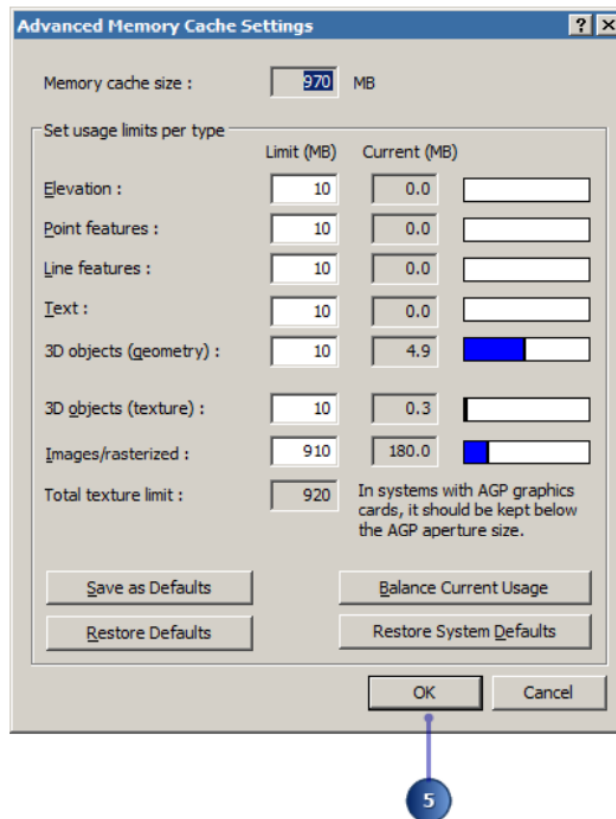 Advanced Memory Cache Settings
Memory cache size : 970 MB
Set usage limits per type
Limit (MB) Current (MB)
Elevation : 10 0.0
Point features : 10 0.0
Line features : 10 0.0
Text : 10 0.0
3D objects (geometry) : 10 4.9
3D objects (texture) : 10 0.3
Images/rasterized : 910 180.0
Total texture limit : 920 In systems with AGP graphics
cards, it should be kept below
the AGP aperture size.
Save as Defaults Balance Current Usage
Restore Defaults Restore System Defaults
OK Cancel
5